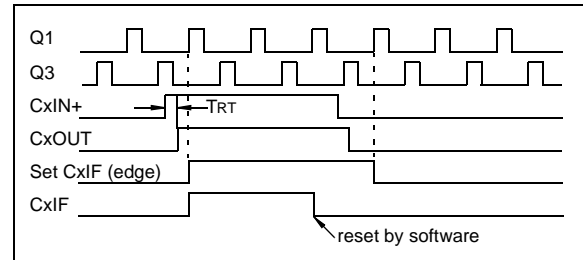 Q1
Q3
CxIN+
TRT
CxOUT
Set CxIF (edge)
CxIF
reset by software